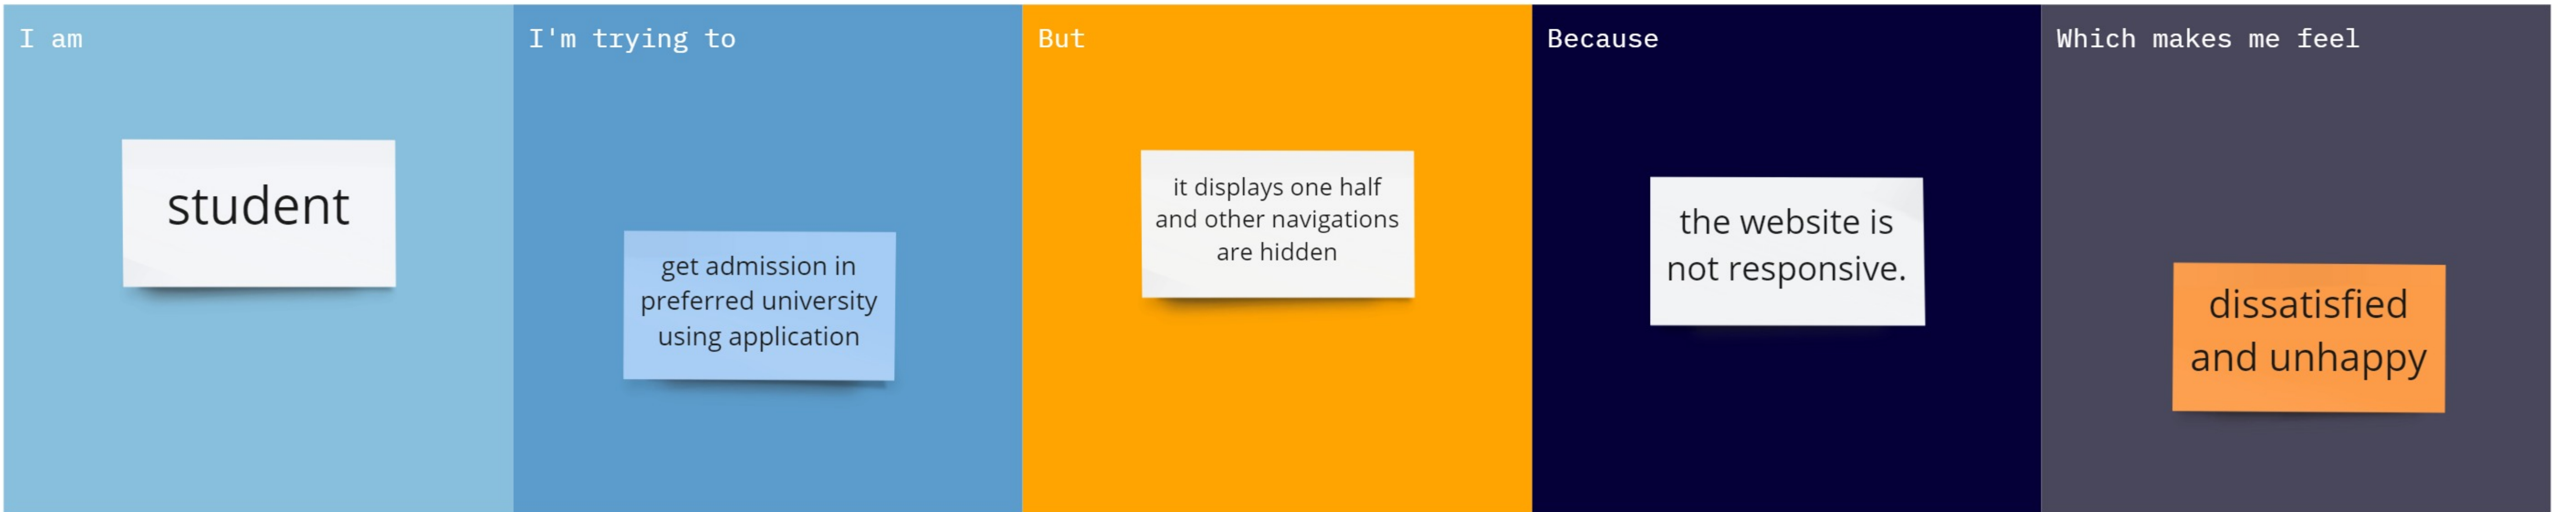 I am
student
I'm trying to
get admission in
preferred university
using application
But
it displays one half
and other navigations
are hidden
Because
the website is
not responsive.
Which makes me feel
dissatisfied
and unhappy